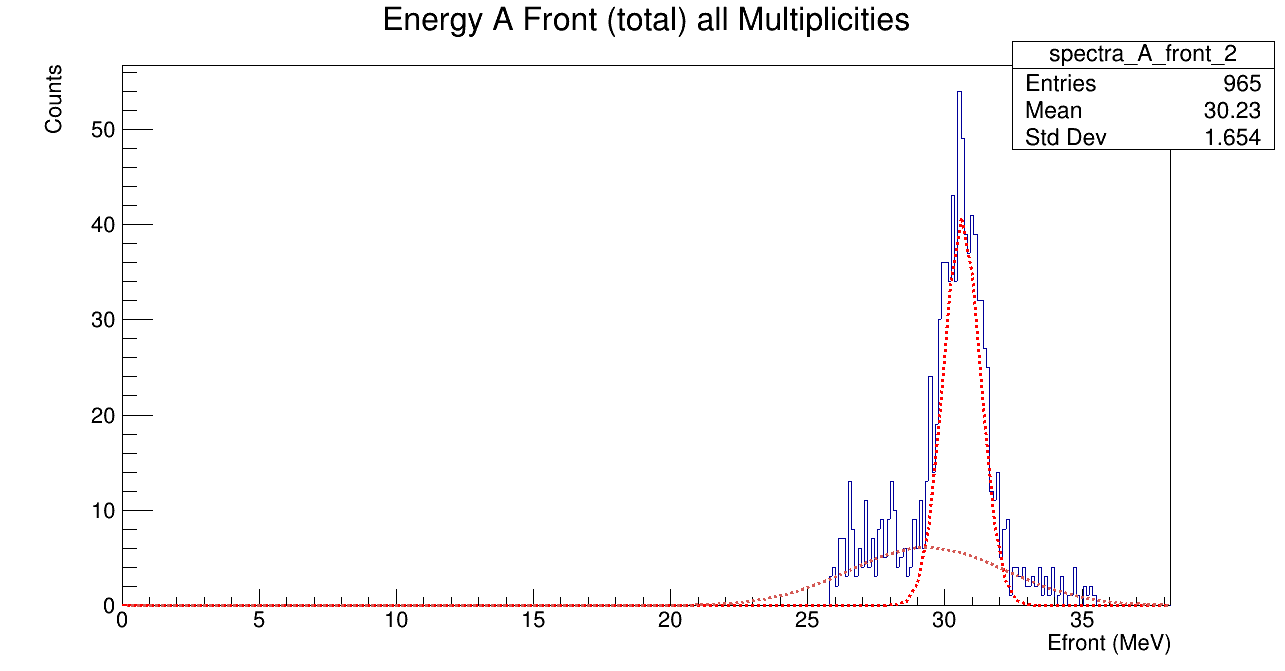 Energy A Front (total) all Multiplicities
spectra_A_front_2
Entries 965
Mean 30.23
Std Dev 1.654
Counts
50
40
30
20
10
0
0 5 10 15 20 25 30 35
Efront (MeV)